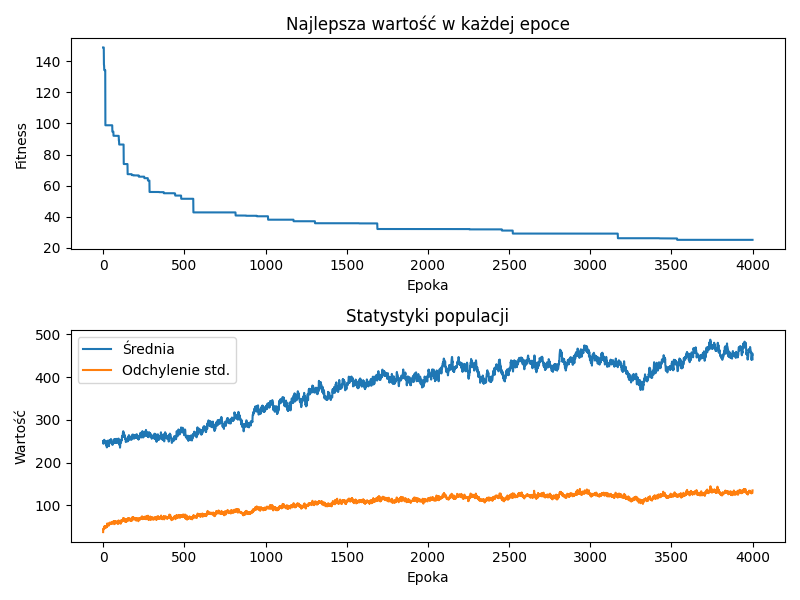 Najlepsza wartość w każdej epoce
Fitness
140
120
100
80
60
40
20
0 500 1000 1500 2000 2500 3000 3500 4000
Epoka
Statystyki populacji
Wartość
500
400
300
200
100
Średnia
Odchylenie std.
0 500 1000 1500 2000 2500 3000 3500 4000
Epoka